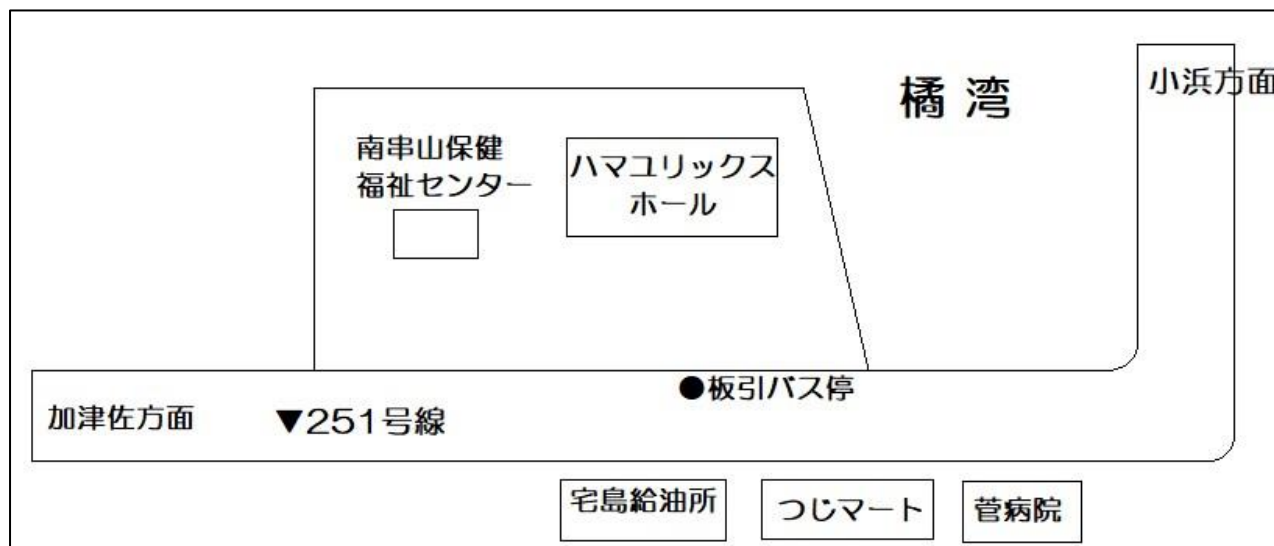 橘 湾
小浜方面
南串山保健
福祉センター
ハマユリックス
ホール
●板引バス停
加津佐方面
▼251号線
宅島給油所
つじマート
菅病院